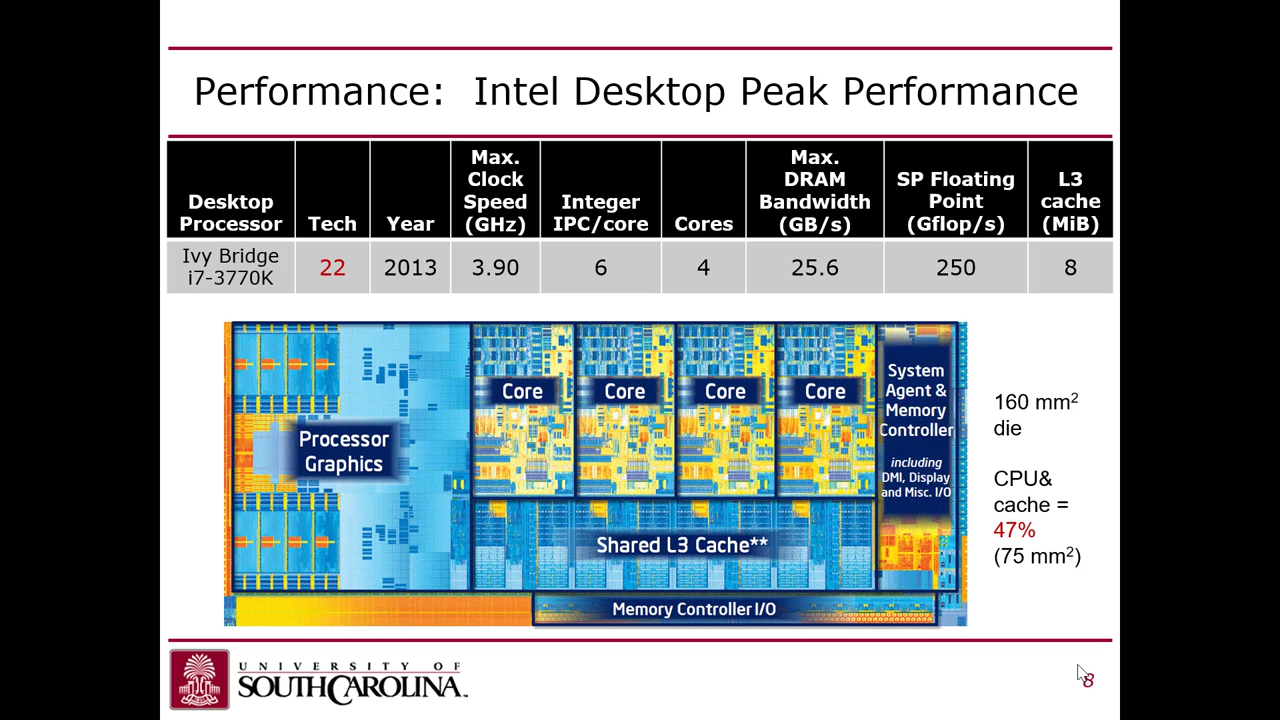 Performance:  Intel Desktop Peak Performance
Desktop Processor
Tech
Year
Max. Clock Speed (GHz)
Integer IPC/core
Cores
Max. DRAM Bandwidth (GB/s)
SP Floating Point (Gflop/s)
L3 cache (MiB)
Ivy Bridge i7-3770K
22
2013
3.90
6
4
25.6
250
8
Processor
Graphics
Core
Core
Core
Core
System
Agent &
Memory
Controller
including
DMI, Display
and Misc. I/O
Shared L3 Cache**
Memory Controller I/O
160 mm²
die
CPU&
cache =
47%
(75 mm²)
UNIVERSITY OF
SOUTH CAROLINA™
8